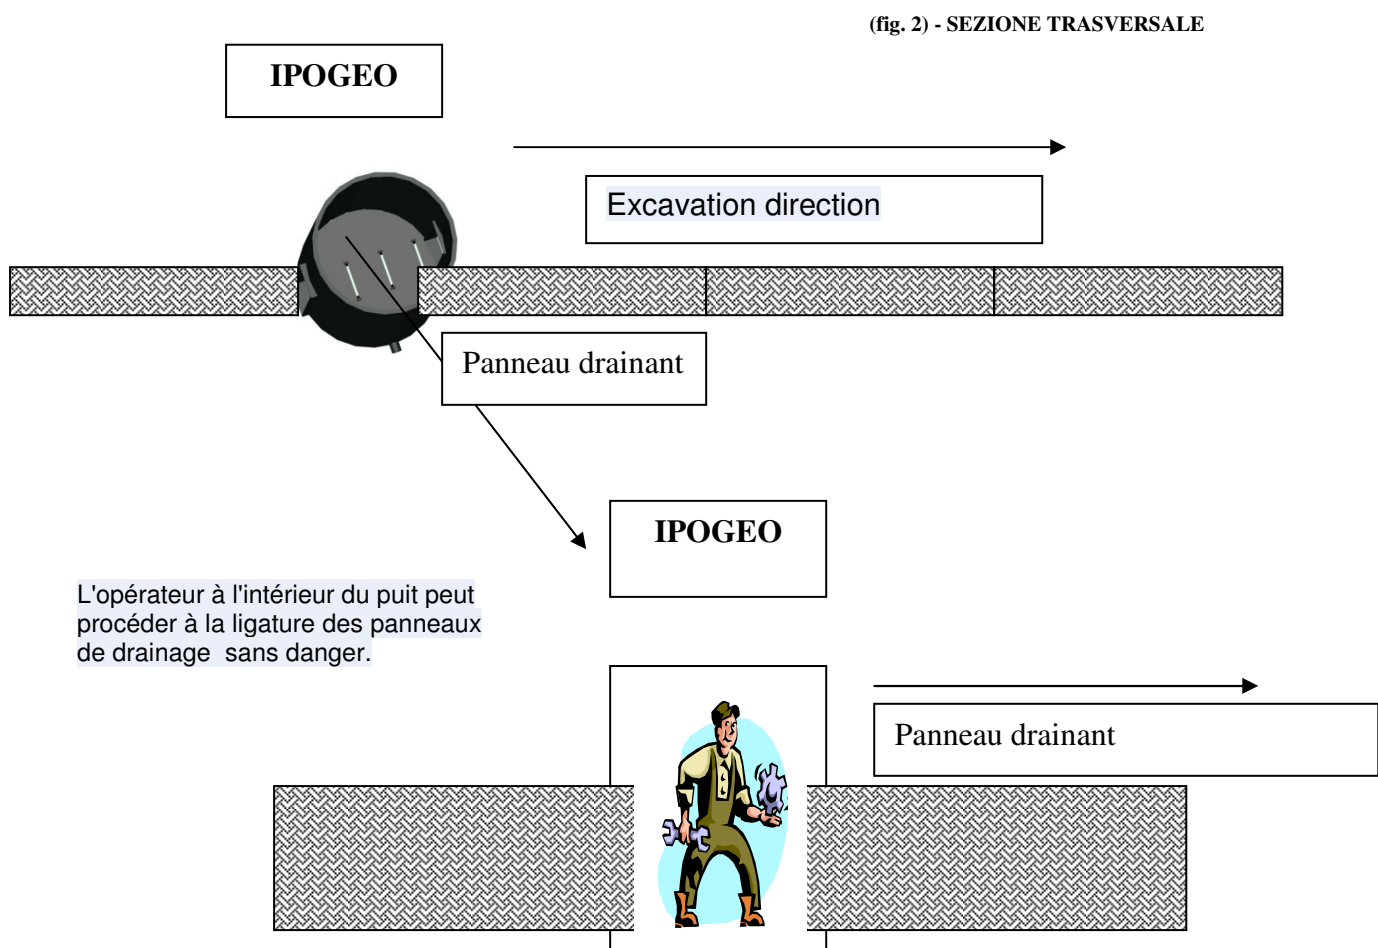 (fig. 2) - SEZIONE TRASVERSALE
IPOGEO
Excavation direction
Panneau drainant
IPOGEO
L'opérateur à l'intérieur du puit peut
procéder à la ligature des panneaux
de drainage  sans danger.
Panneau drainant